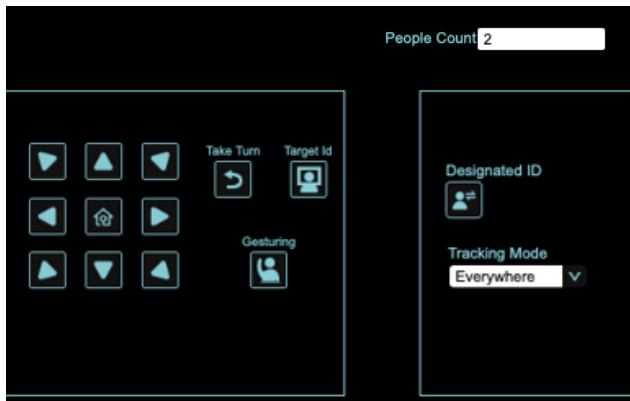 People Count 2
Take Turn
Target Id
Gesturing
Designated ID
Tracking Mode
Everywhere